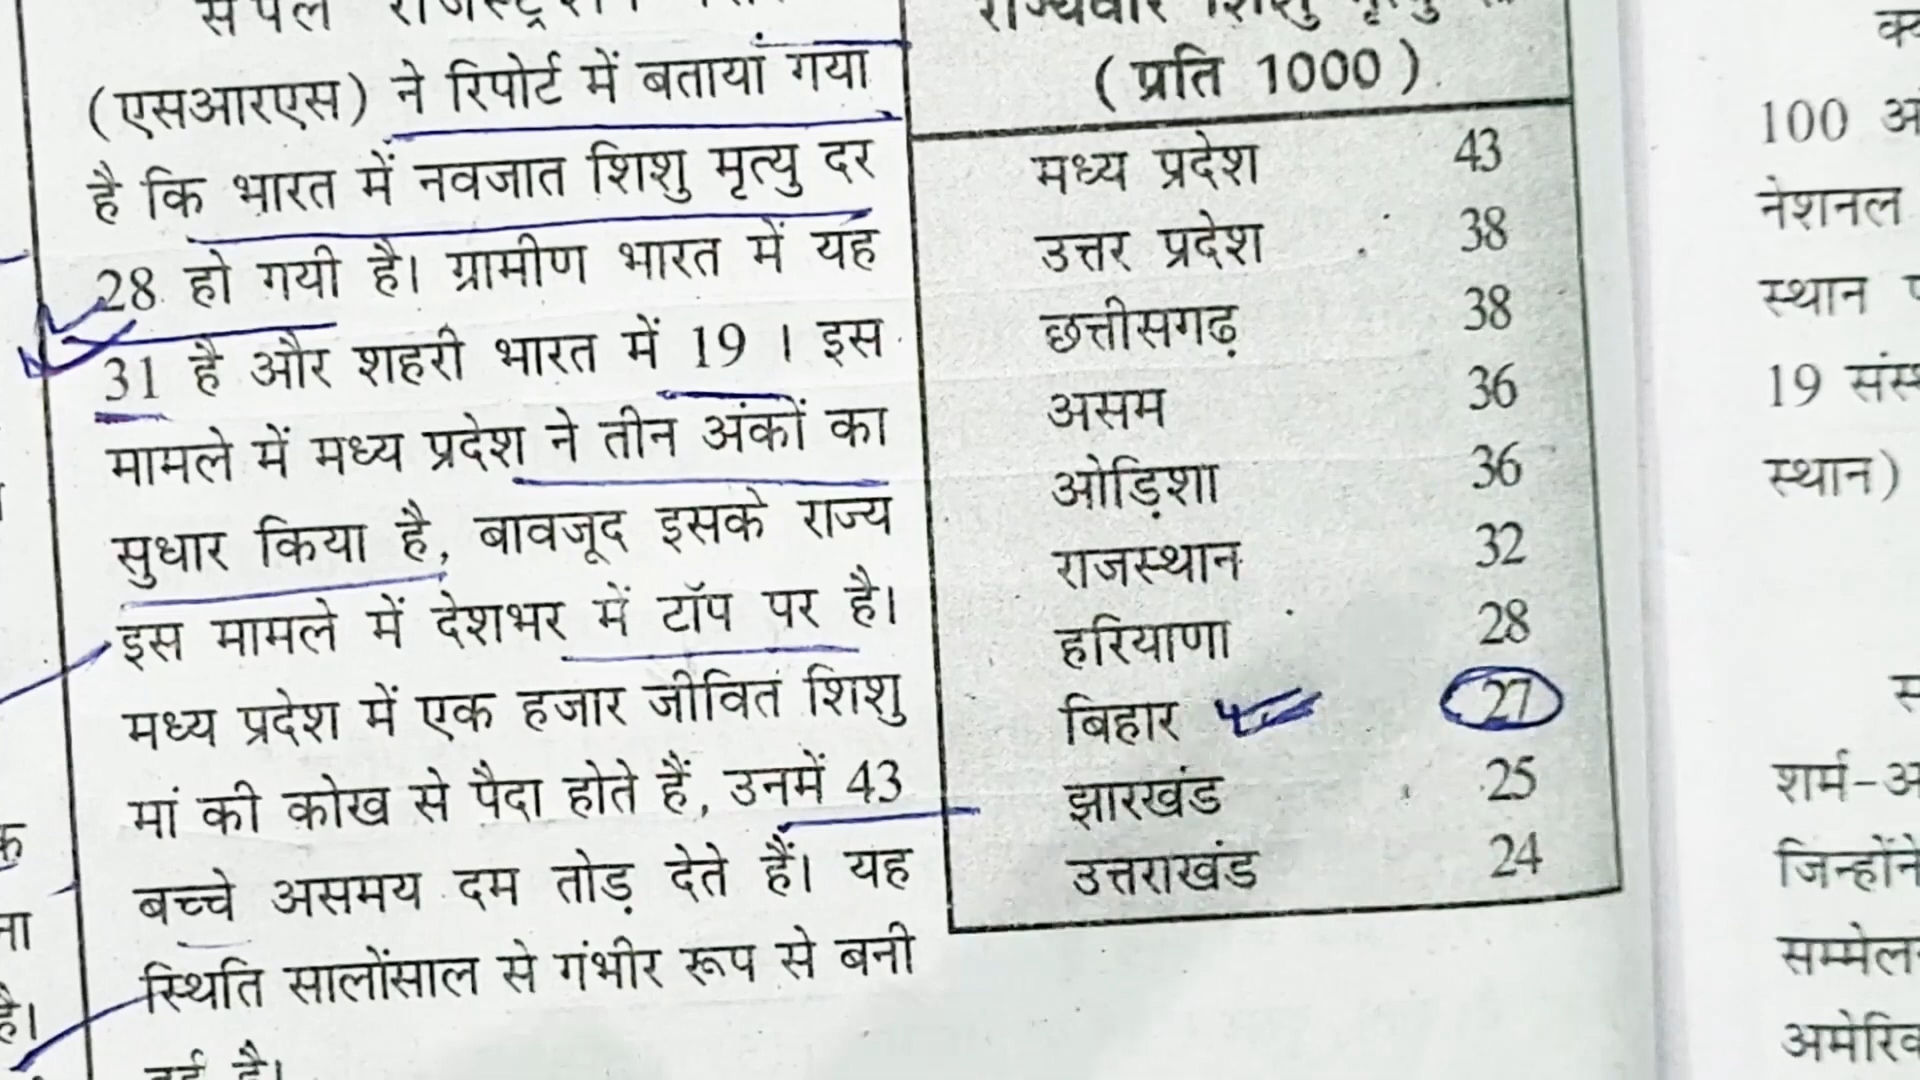 (एसआरएस) ने रिपोर्ट में बतायां गया
है कि भारत में नवजात शिशु मृत्यु दर
28 हो गयी है। ग्रामीण भारत में यह
31 है और शहरी भारत में 19 । इस
मामले में मध्य प्रदेश ने तीन अंकों का
सुधार किया है, बावजूद इसके राज्य
इस मामले में देशभर में टॉप पर है।
मध्य प्रदेश में एक हजार जीवित शिशु
मां की कोख से पैदा होते हैं, उनमें 43
बच्चे असमय दम तोड़ देते हैं। यह
स्थिति सालोंसाल से गंभीर रूप से बनी
हुई है।
राज्यवार शिशु मृत्यु
(प्रति 1000)
मध्य प्रदेश 43
उत्तर प्रदेश 38
छत्तीसगढ़ 38
असम 36
ओड़िशा 36
राजस्थान 32
हरियाणा 28
बिहार 27
झारखंड 25
उत्तराखंड 24
100
नेशनल
स्थान
19
स्थान)
शर्म-अ
जिन्होंने
सम्मेल